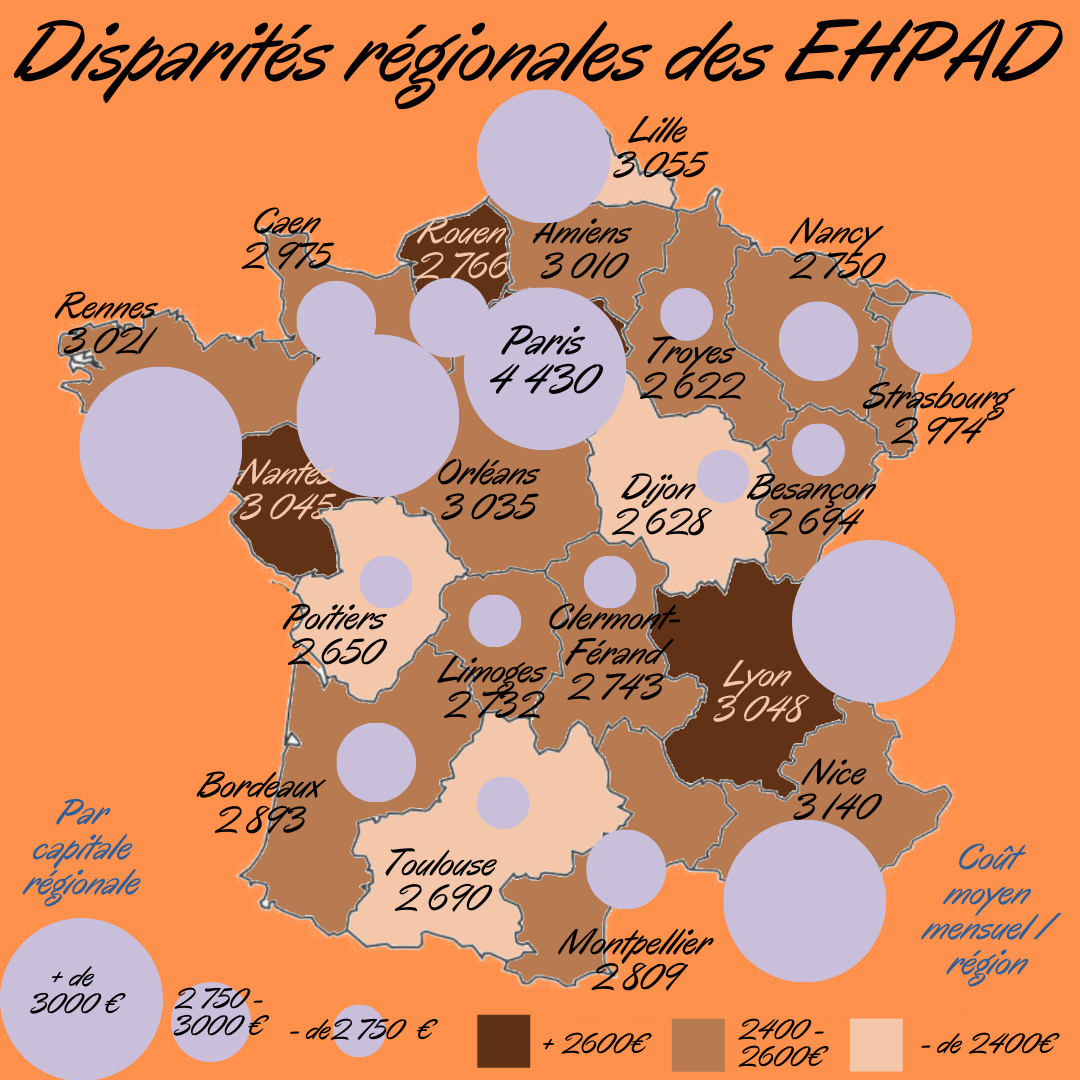 Disparités régionales des EHPAD
Lille
3 055
Caen
2 975
Rouen
2 766
Amiens
3 010
Nancy
2 750
Rennes
3 021
Paris
4 430
Troyes
2 622
Strasbourg
2 974
Nantes
3 045
Orléans
3 035
Dijon
2 628
Besançon
2 694
Poitiers
2 650
Limoges
2 732
Clermont-
Férand
2 743
Lyon
3 048
Bordeaux
2 893
Nice
3 140
Toulouse
2 690
Montpellier
2 809
Par
capitale
régionale
Coût
moyen
mensuel /
région
+ de
3000 €
2 750 -
3000 €
- de 2 750 €
+ 2600€
2400 -
2600€
- de 2400€